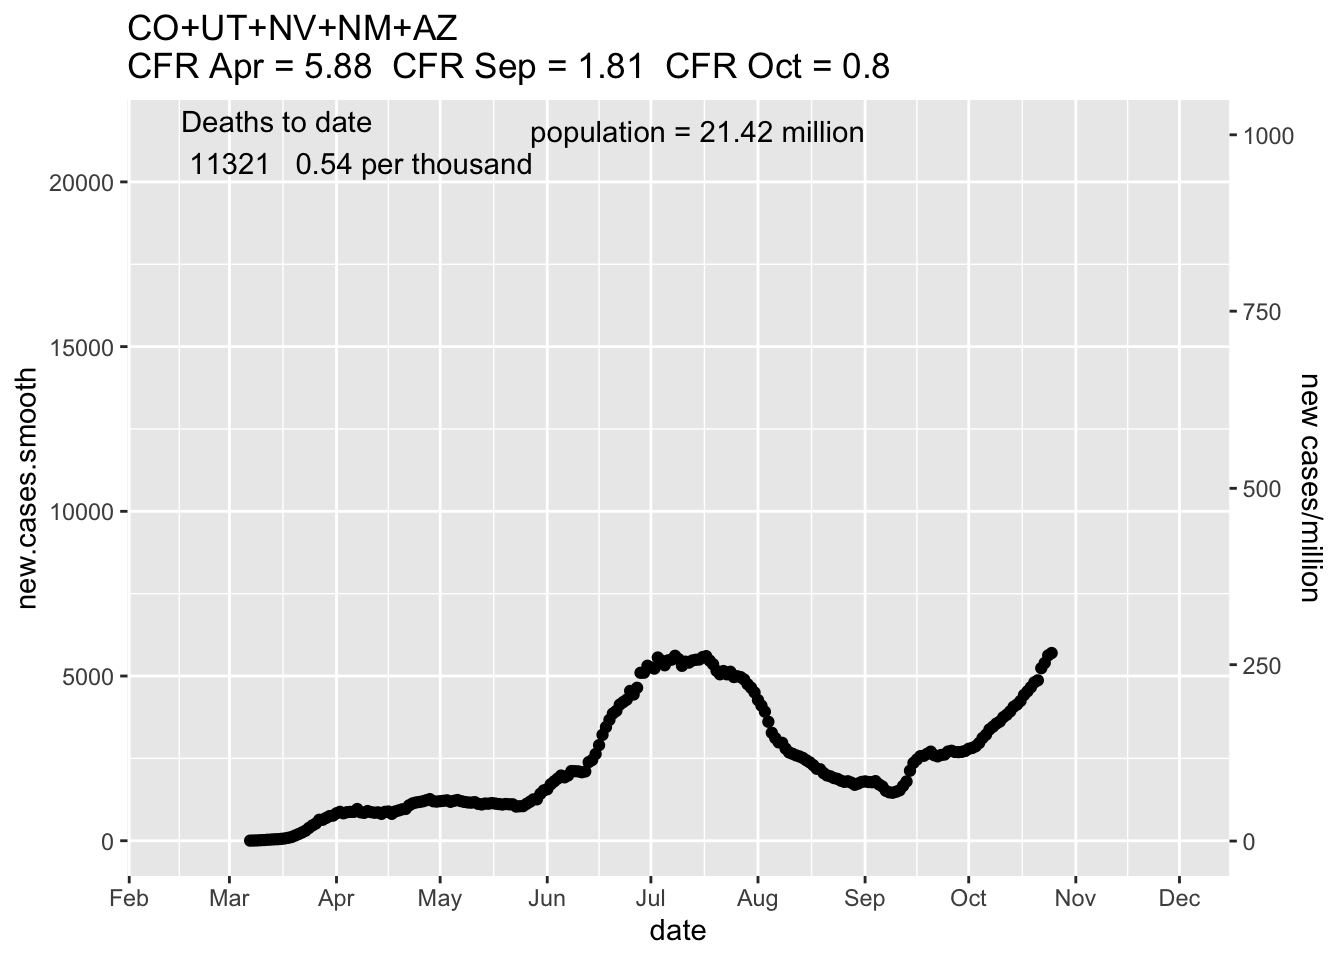 CO+UT+NV+NM+AZ
CFR Apr = 5.88 CFR Sep = 1.81 CFR Oct = 0.8
Deaths to date
population = 21.42 million
11321 0.54 per thousand
1000
20000
750
15000
new.cases.smooth
new cases/million
500
10000
250
5000
0
0
Feb Mar Apr May Jun Jul Aug Sep Oct Nov Dec
date